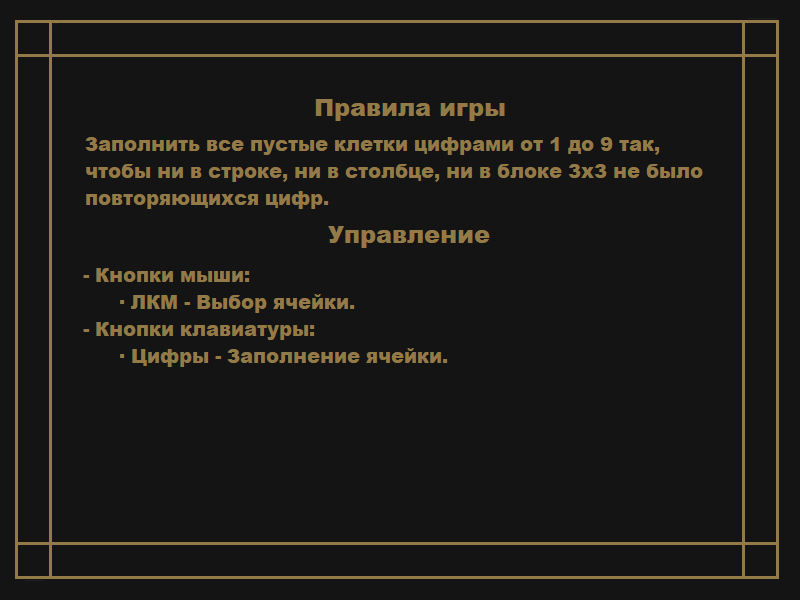 Правила игры
Заполнить все пустые клетки цифрами от 1 до 9 так,
чтобы ни в строке, ни в столбце, ни в блоке 3x3 не было
повторяющихся цифр.
Управление
- Кнопки мыши:
· ЛКМ - Выбор ячейки.
- Кнопки клавиатуры:
· Цифры - Заполнение ячейки.